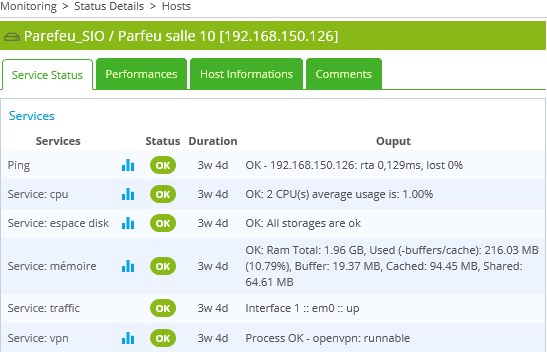 Monitoring > Status Details > Hosts
Parefeu_SIO / Parfeu salle 10 [192.168.150.126]
Service Status Performances Host Informations Comments
Services
Services Status Duration Ouput
Ping OK 3w 4d OK - 192.168.150.126: rta 0,129ms, lost 0%
Service: cpu OK 3w 4d OK: 2 CPU(s) average usage is: 1.00%
Service: espace disk OK 3w 4d OK: All storages are ok
Service: mémoire OK 3w 4d OK: Ram Total: 1.96 GB, Used (-buffers/cache): 216.03 MB
(10.79%), Buffer: 19.37 MB, Cached: 94.45 MB, Shared:
64.61 MB
Service: traffic OK 3w 4d Interface 1 :: em0 :: up
Service: vpn OK 3w 4d Process OK - openvpn: runnable